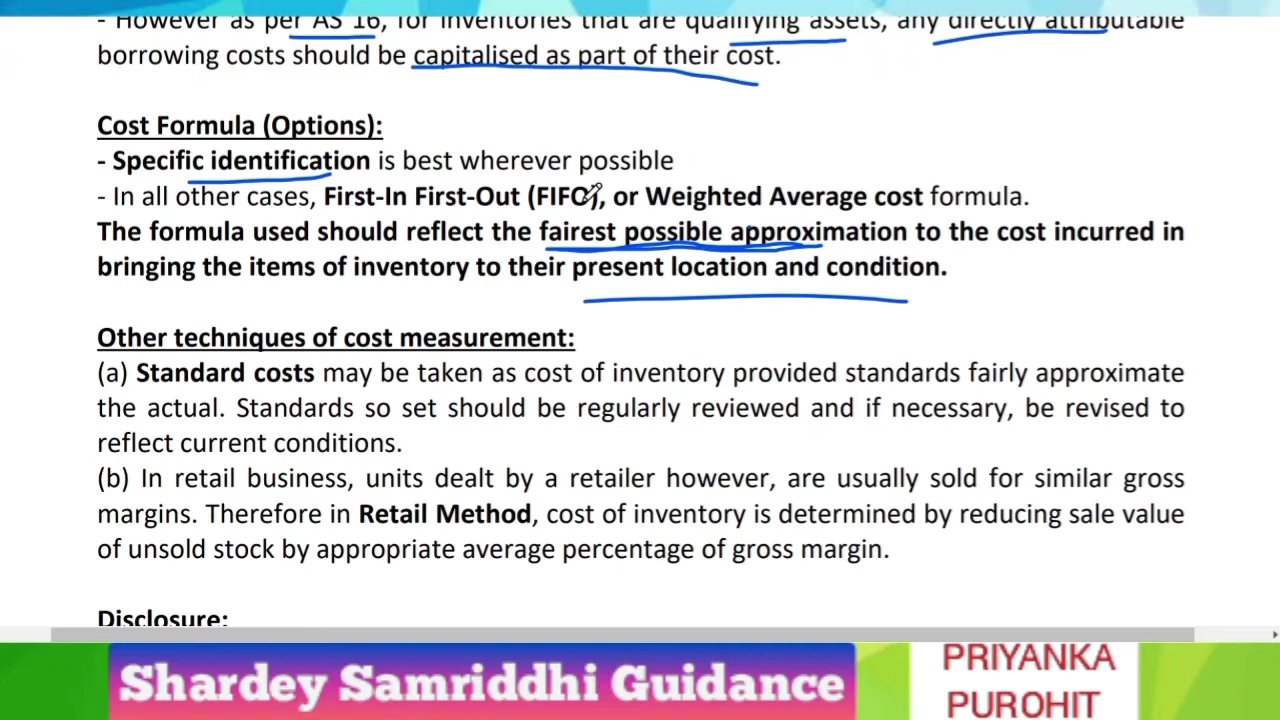 - However as per AS 16, for inventories that are qualifying assets, any directly attributable
borrowing costs should be capitalised as part of their cost.
Cost Formula (Options):
- Specific identification is best wherever possible
- In all other cases, First-In First-Out (FIFO), or Weighted Average cost formula.
The formula used should reflect the fairest possible approximation to the cost incurred in
bringing the items of inventory to their present location and condition.
Other techniques of cost measurement:
(a) Standard costs may be taken as cost of inventory provided standards fairly approximate
the actual. Standards so set should be regularly reviewed and if necessary, be revised to
reflect current conditions.
(b) In retail business, units dealt by a retailer however, are usually sold for similar gross
margins. Therefore in Retail Method, cost of inventory is determined by reducing sale value
of unsold stock by appropriate average percentage of gross margin.
Disclosure:
Shardey Samriddhi Guidance
PRIYANKA
PUROHIT